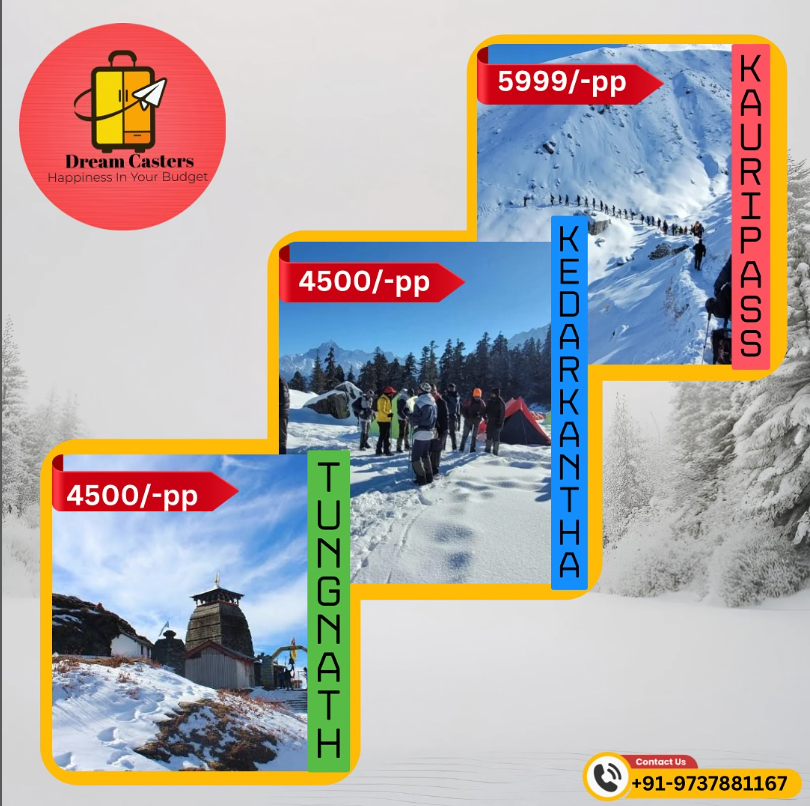 Dream Casters
Happiness In Your Budget
5999/-pp
KAURIPASS
4500/-pp
KEDARKANTHA
4500/-pp
TUNGNATH
Contact Us
+91-9737881167